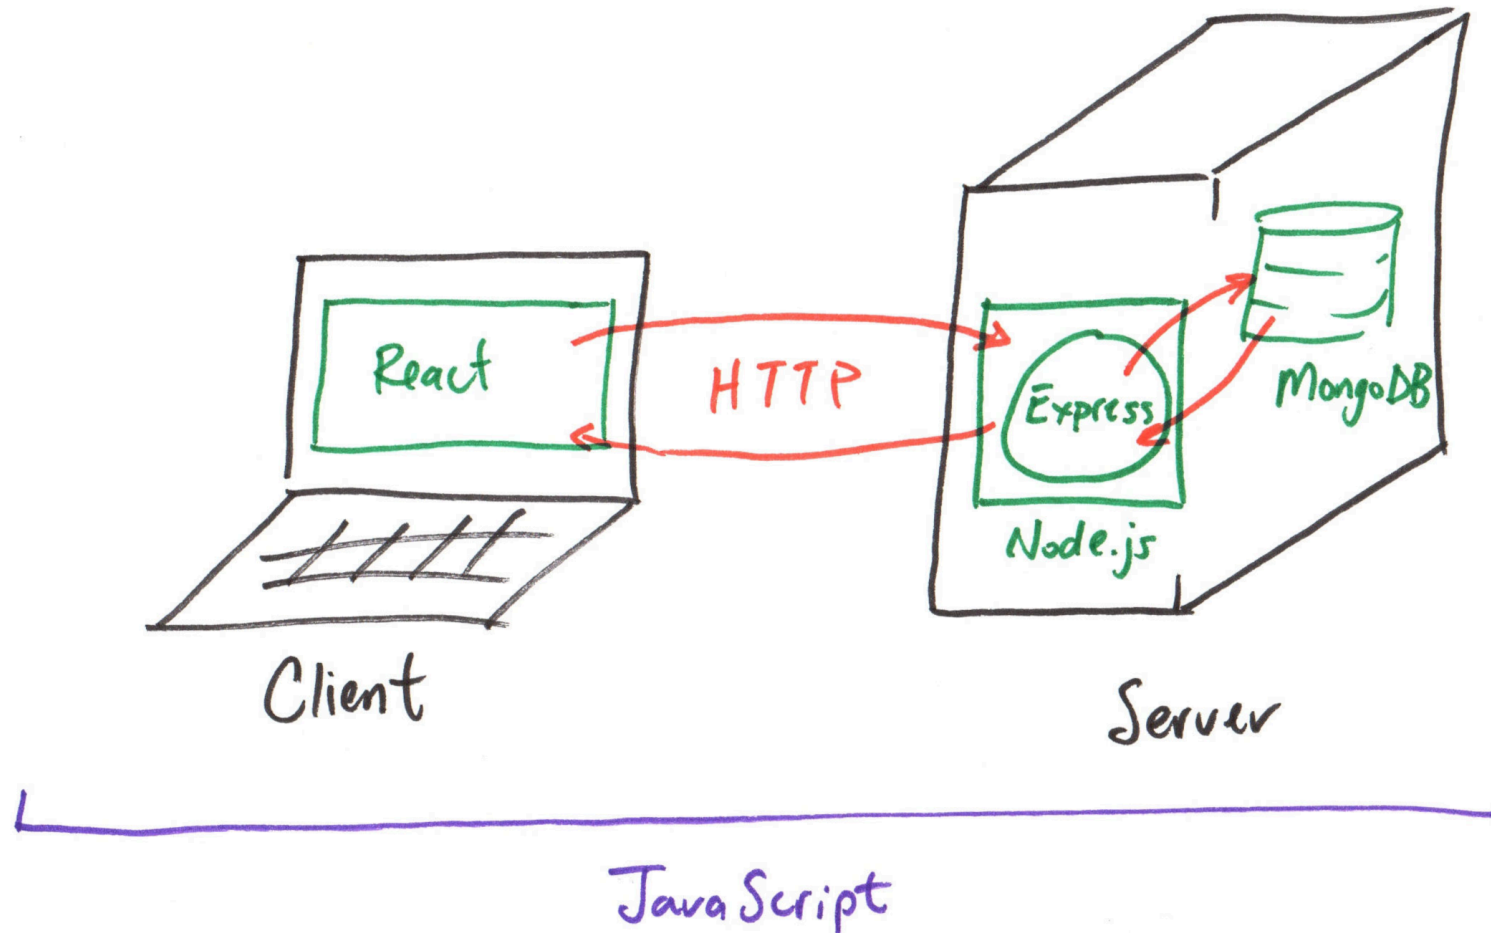 React
HTTP
Express
MongoDB
Node.js
Client
Server
JavaScript